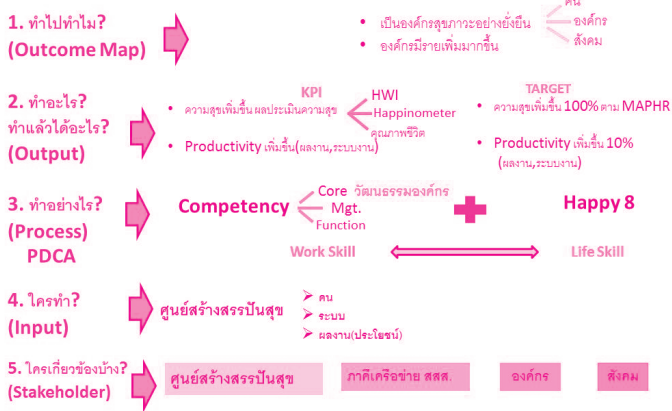 1. ทำไปทำไม?
(Outcome Map)
• เป็นองค์กรสุขภาวะอย่างยั่งยืน
คน
องค์กร
สังคม
• องค์กรมีรายเพิ่มมากขึ้น
2. ทำอะไร?
ทำแล้วได้อะไร?
(Output)
KPI
• ความสุขเพิ่มขึ้น ผลประเมินความสุข
HWI
Happinometer
คุณภาพชีวิต
• Productivity เพิ่มขึ้น(ผลงาน,ระบบงาน)
TARGET
• ความสุขเพิ่มขึ้น 100% ตาม MAPHR
• Productivity เพิ่มขึ้น 10%
(ผลงาน,ระบบงาน)
3. ทำอย่างไร?
(Process)
PDCA
Competency
Core วัฒนธรรมองค์กร
Mgt.
Function
Happy 8
Work Skill
Life Skill
4. ใครทำ?
(Input)
ศูนย์สร้างสรรปันสุข
➢ คน
➢ ระบบ
➢ ผลงาน(ประโยชน์)
5. ใครเกี่ยวข้องบ้าง?
(Stakeholder)
ศูนย์สร้างสรรปันสุข
ภาคีเครือข่าย สสส.
องค์กร
สังคม